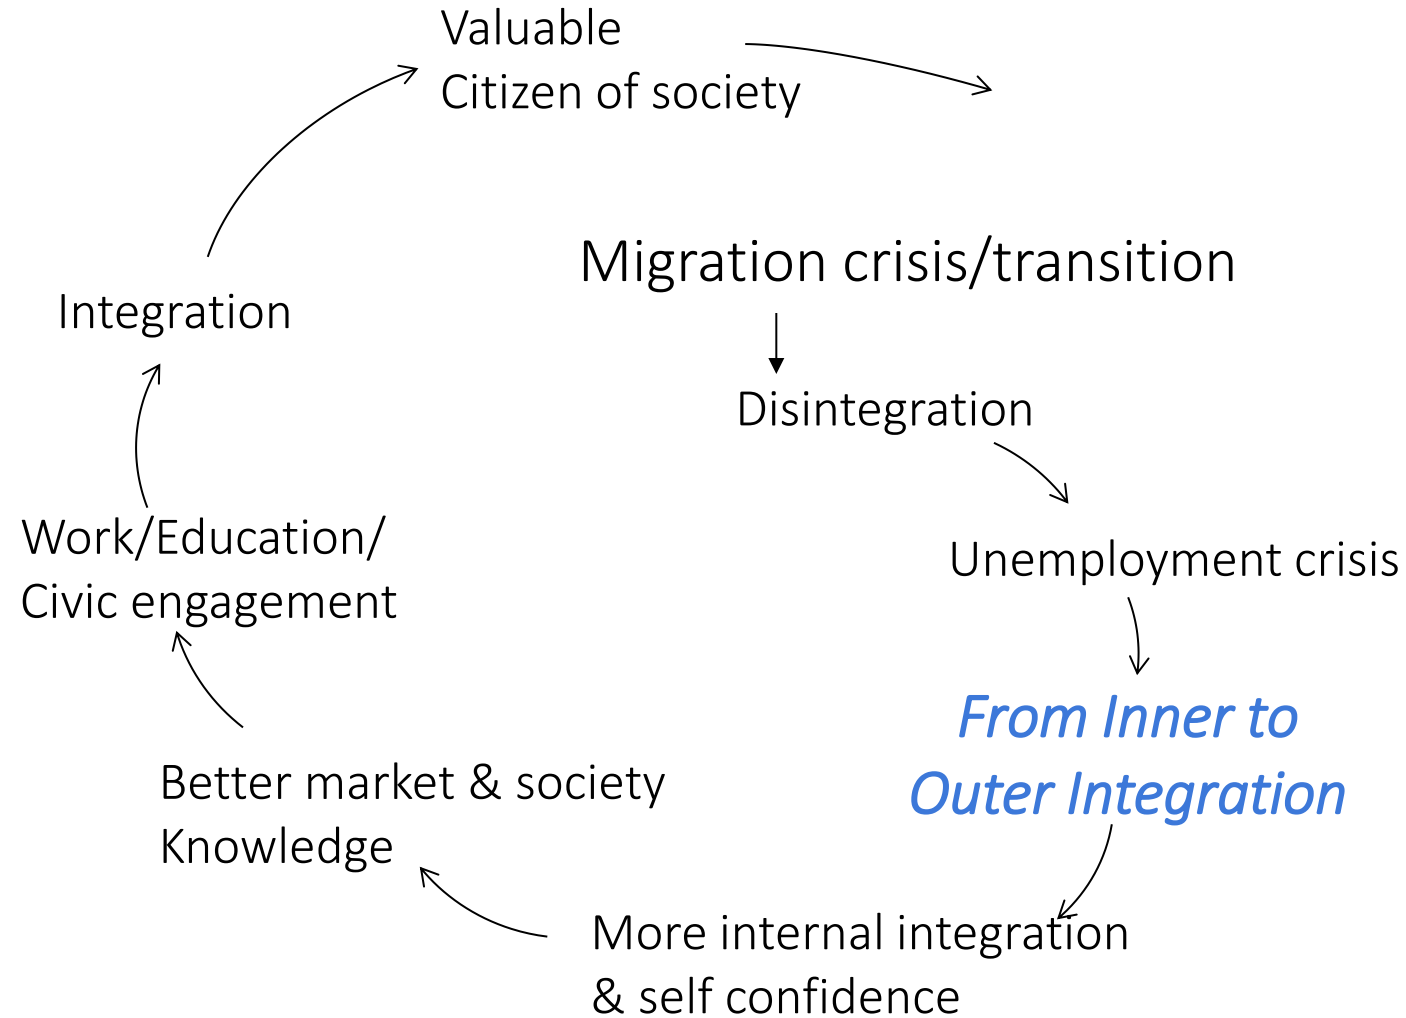 Valuable
Citizen of society
Migration crisis/transition
Disintegration
Unemployment crisis
From Inner to
Outer Integration
More internal integration
& self confidence
Better market & society
Knowledge
Work/Education/
Civic engagement
Integration